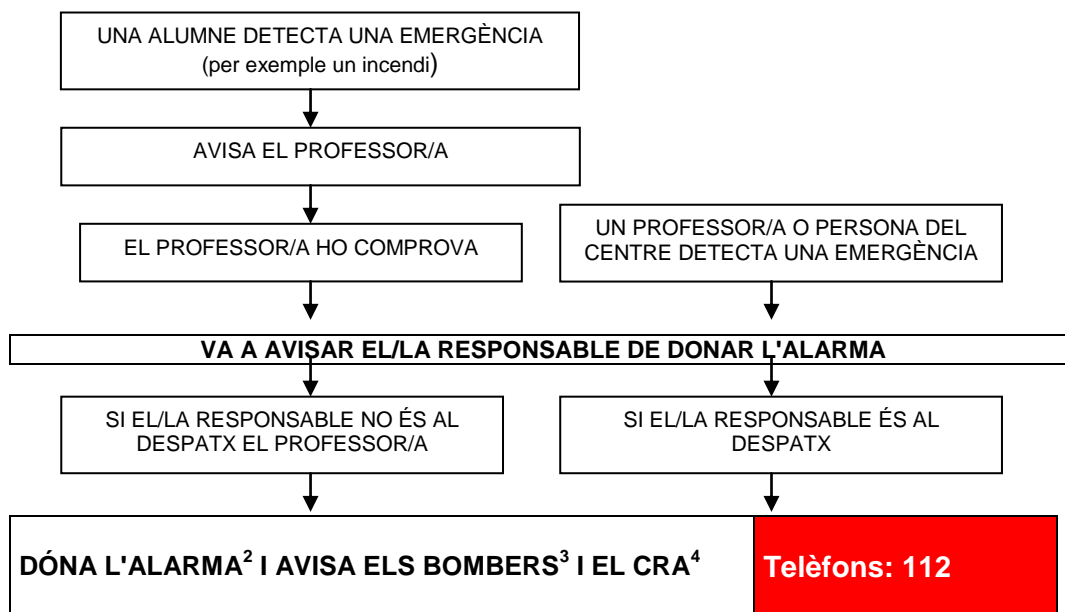 UNA ALUMNE DETECTA UNA EMERGÈNCIA
(per exemple un incendi)
AVISA EL PROFESSOR/A
EL PROFESSOR/A HO COMPROVA
UN PROFESSOR/A O PERSONA DEL
CENTRE DETECTA UNA EMERGÈNCIA
VA A AVISAR EL/LA RESPONSABLE DE DONAR L'ALARMA
SI EL/LA RESPONSABLE NO ÉS AL
DESPATX EL PROFESSOR/A
SI EL/LA RESPONSABLE ÉS AL
DESPATX
DÓNA L'ALARMA² I AVISA ELS BOMBERS³ I EL CRA⁴
Telèfons: 112